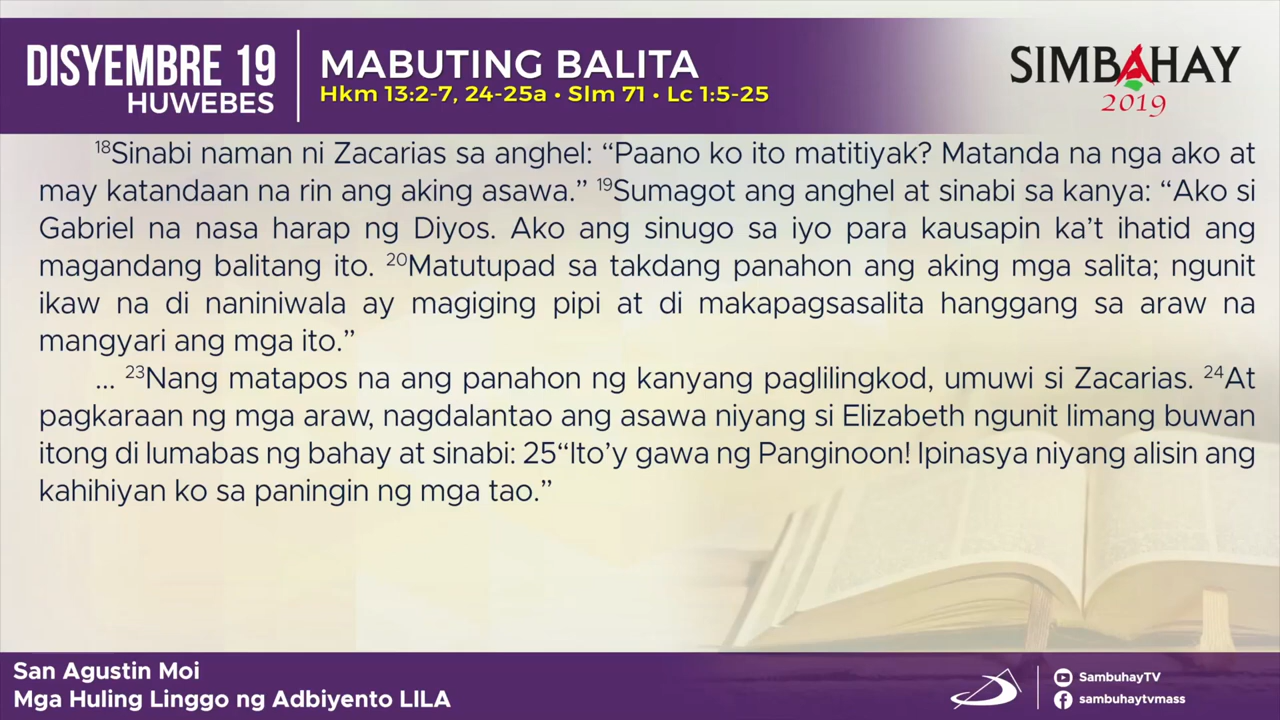 DISYEMBRE 19
HUWEBES
MABUTING BALITA
Hkm 13:2-7, 24-25a • Slm 71 • Lc 1:5-25
SIMBAHAY
2019
¹⁸Sinabi naman ni Zacarias sa anghel: “Paano ko ito matitiyak? Matanda na nga ako at
may katandaan na rin ang aking asawa.” ¹⁹Sumagot ang anghel at sinabi sa kanya: “Ako si
Gabriel na nasa harap ng Diyos. Ako ang sinugo sa iyo para kausapin ka’t ihatid ang
magandang balitang ito. ²⁰Matutupad sa takdang panahon ang aking mga salita; ngunit
ikaw na di naniniwala ay magiging pipi at di makapagsasalita hanggang sa araw na
mangyari ang mga ito.”
... ²³Nang matapos na ang panahon ng kanyang paglilingkod, umuwi si Zacarias. ²⁴At
pagkaraan ng mga araw, nagdalantao ang asawa niyang si Elizabeth ngunit limang buwan
itong di lumabas ng bahay at sinabi: 25“Ito’y gawa ng Panginoon! Ipinasya niyang alisin ang
kahihiyan ko sa paningin ng mga tao.”
San Agustin Moi
Mga Huling Linggo ng Adbiyento LILA
SambuhayTV
sambuhaytvmass